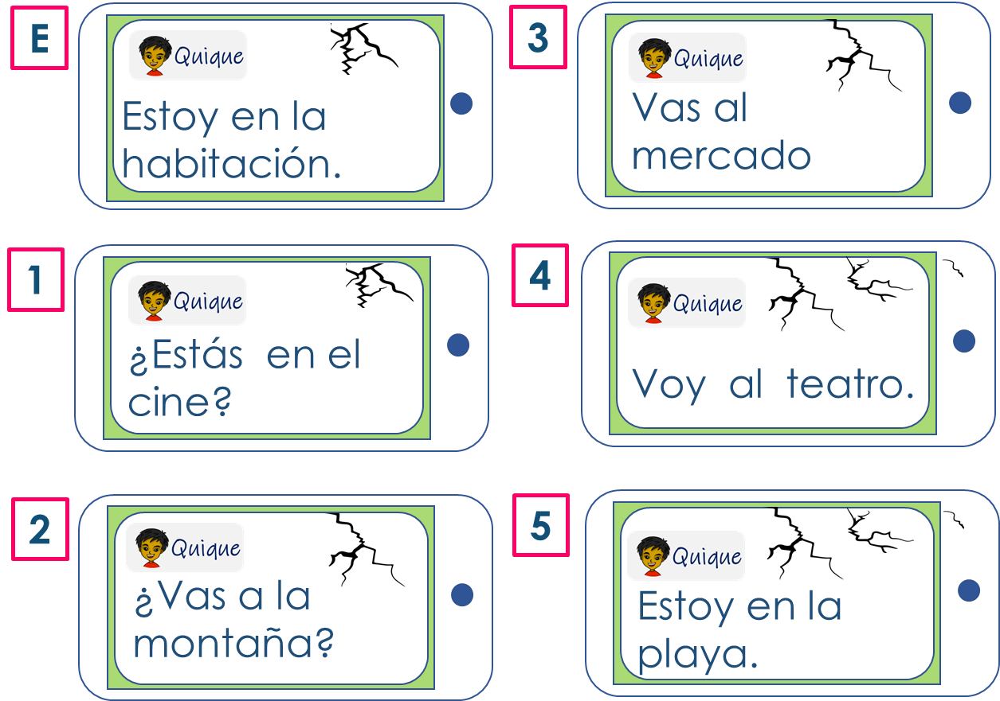 E
Quique
Estoy en la
habitación.
1
Quique
¿Estás en el
cine?
2
Quique
¿Vas a la
montaña?
3
Quique
Vas al
mercado
4
Quique
Voy al teatro.
5
Quique
Estoy en la
playa.